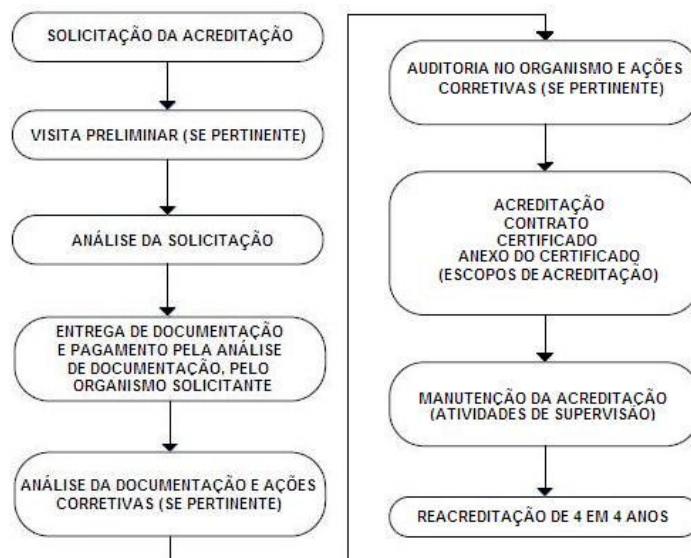 SOLICITAÇÃO DA ACREDITAÇÃO
VISITA PRELIMINAR (SE PERTINENTE)
ANÁLISE DA SOLICITAÇÃO
ENTREGA DE DOCUMENTAÇÃO
E PAGAMENTO PELA ANÁLISE
DE DOCUMENTAÇÃO, PELO
ORGANISMO SOLICITANTE
ANÁLISE DA DOCUMENTAÇÃO E AÇÕES
CORRETIVAS (SE PERTINENTE)
AUDITORIA NO ORGANISMO E AÇÕES
CORRETIVAS (SE PERTINENTE)
ACREDITAÇÃO
CONTRATO
CERTIFICADO
ANEXO DO CERTIFICADO
(ESCOPOS DE ACREDITAÇÃO)
MANUTENÇÃO DA ACREDITAÇÃO
(ATIVIDADES DE SUPERVISÃO)
REACREDITAÇÃO DE 4 EM 4 ANOS